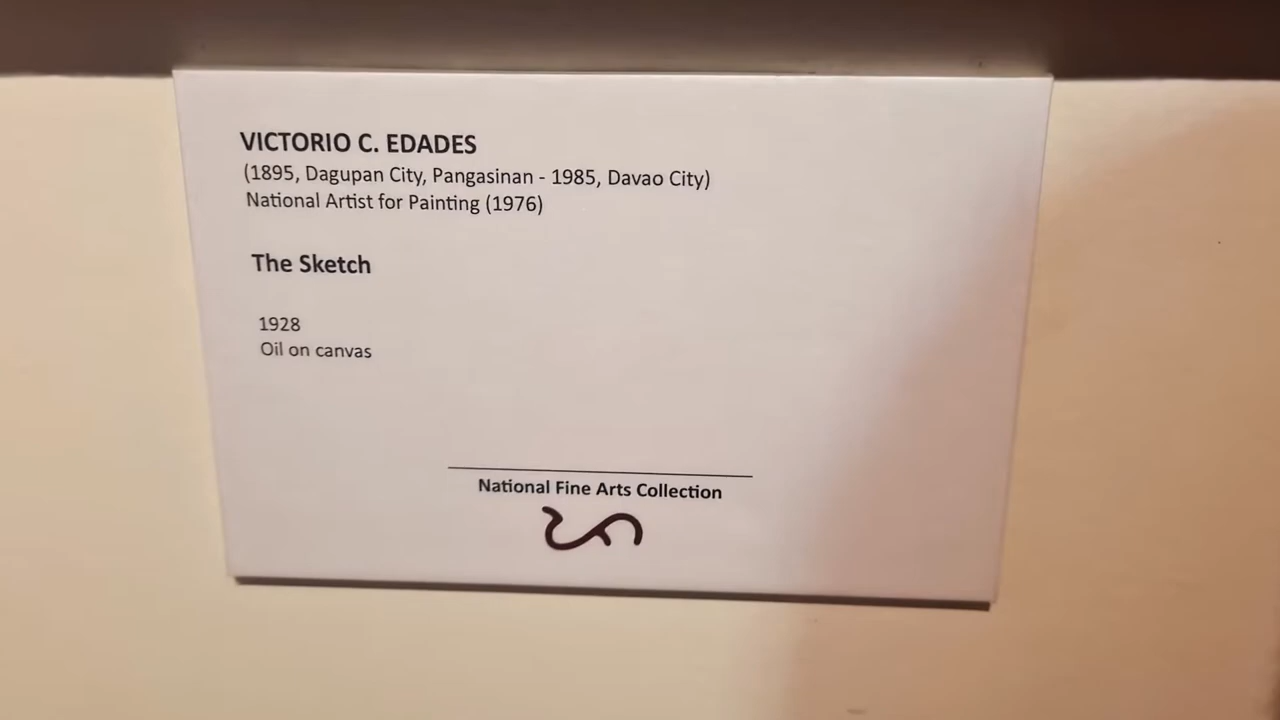 VICTORIO C. EDADES
(1895, Dagupan City, Pangasinan - 1985, Davao City)
National Artist for Painting (1976)
The Sketch
1928
Oil on canvas
National Fine Arts Collection